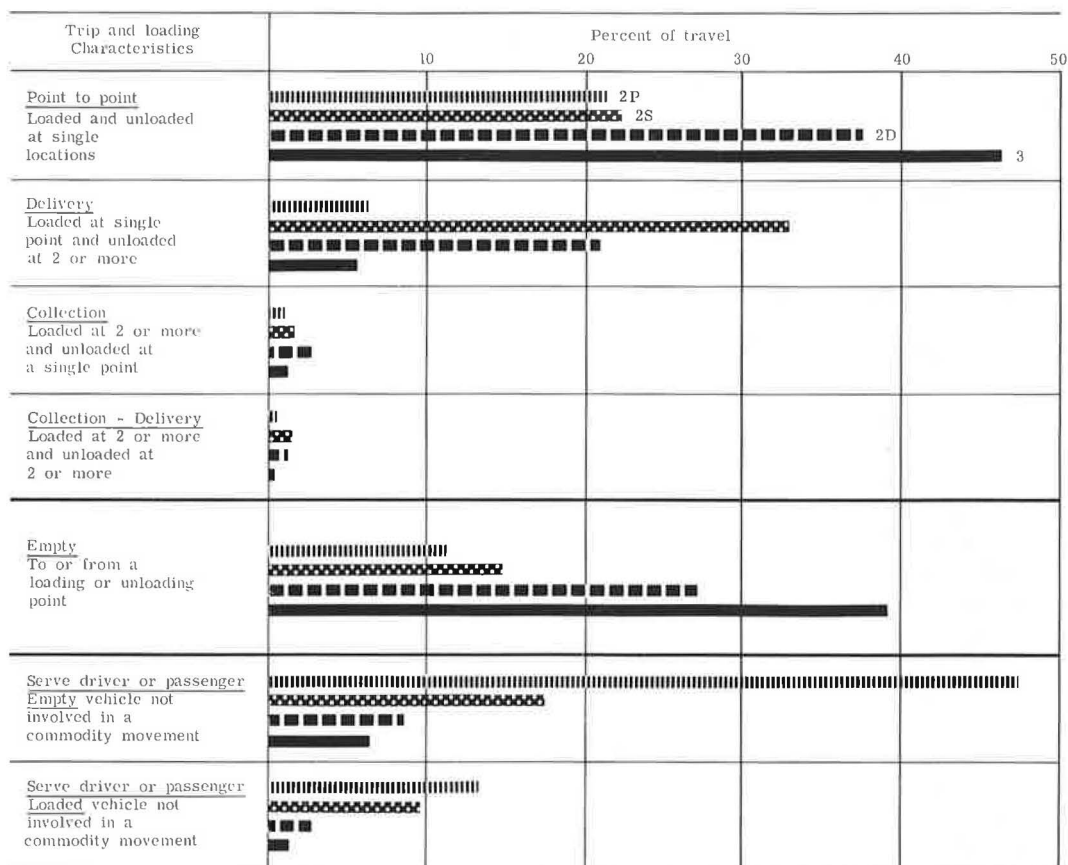 Trip and loading
Characteristics
Percent of travel
10
20
30
40
50
Point to point
Loaded and unloaded
at single
locations
2P
2S
2D
3
Delivery
Loaded at single
point and unloaded
at 2 or more
Collection
Loaded at 2 or more
and unloaded at
a single point
Collection - Delivery
Loaded at 2 or more
and unloaded at
2 or more
Empty
To or from a
loading or unloading
point
Serve driver or passenger
Empty vehicle not
involved in a
commodity movement
Serve driver or passenger
Loaded vehicle not
involved in a
commodity movement